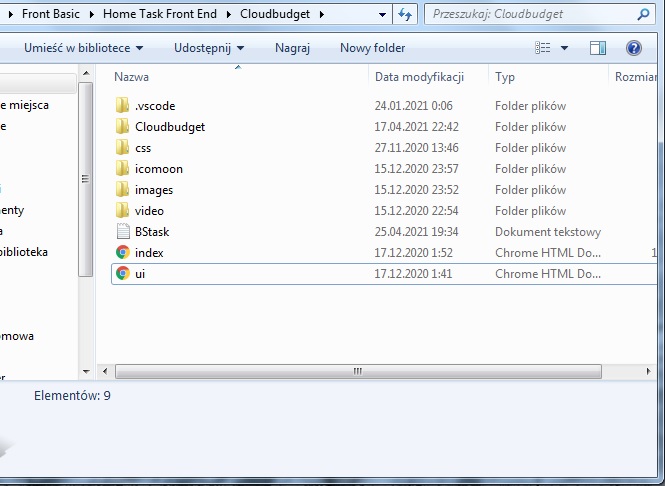 Front Basic Home Task Front End Cloudbudget Przeszukaj: Cloudbudget
Umieść w bibliotece Udostępnij Nagraj Nowy folder
Nazwa Data modyfikacji Typ Rozmiar
e miejsca
e
i
enty
a
biblioteka
omowa
er
.vscode 24.01.2021 0:06 Folder plików
Cloudbudget 17.04.2021 22:42 Folder plików
css 27.11.2020 13:46 Folder plików
icomoon 15.12.2020 23:57 Folder plików
images 15.12.2020 23:52 Folder plików
video 15.12.2020 22:54 Folder plików
BStask 25.04.2021 19:34 Dokument tekstowy
index 17.12.2020 1:52 Chrome HTML Do... 1
ui 17.12.2020 1:41 Chrome HTML Do...
Elementów: 9